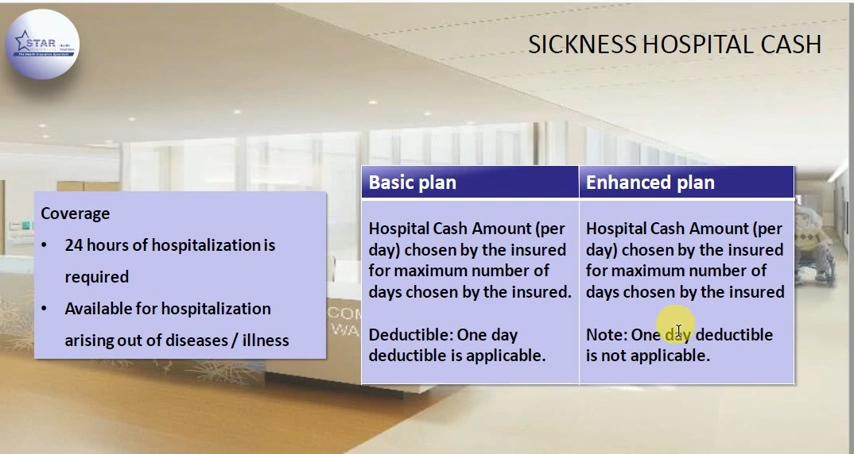 STAR
SICKNESS HOSPITAL CASH
Coverage
• 24 hours of hospitalization is
required
• Available for hospitalization
arising out of diseases / illness
Basic plan
Hospital Cash Amount (per
day) chosen by the insured
for maximum number of
days chosen by the insured.
Deductible: One day
deductible is applicable.
Enhanced plan
Hospital Cash Amount (per
day) chosen by the insured
for maximum number of
days chosen by the insured
Note: One day deductible
is not applicable.